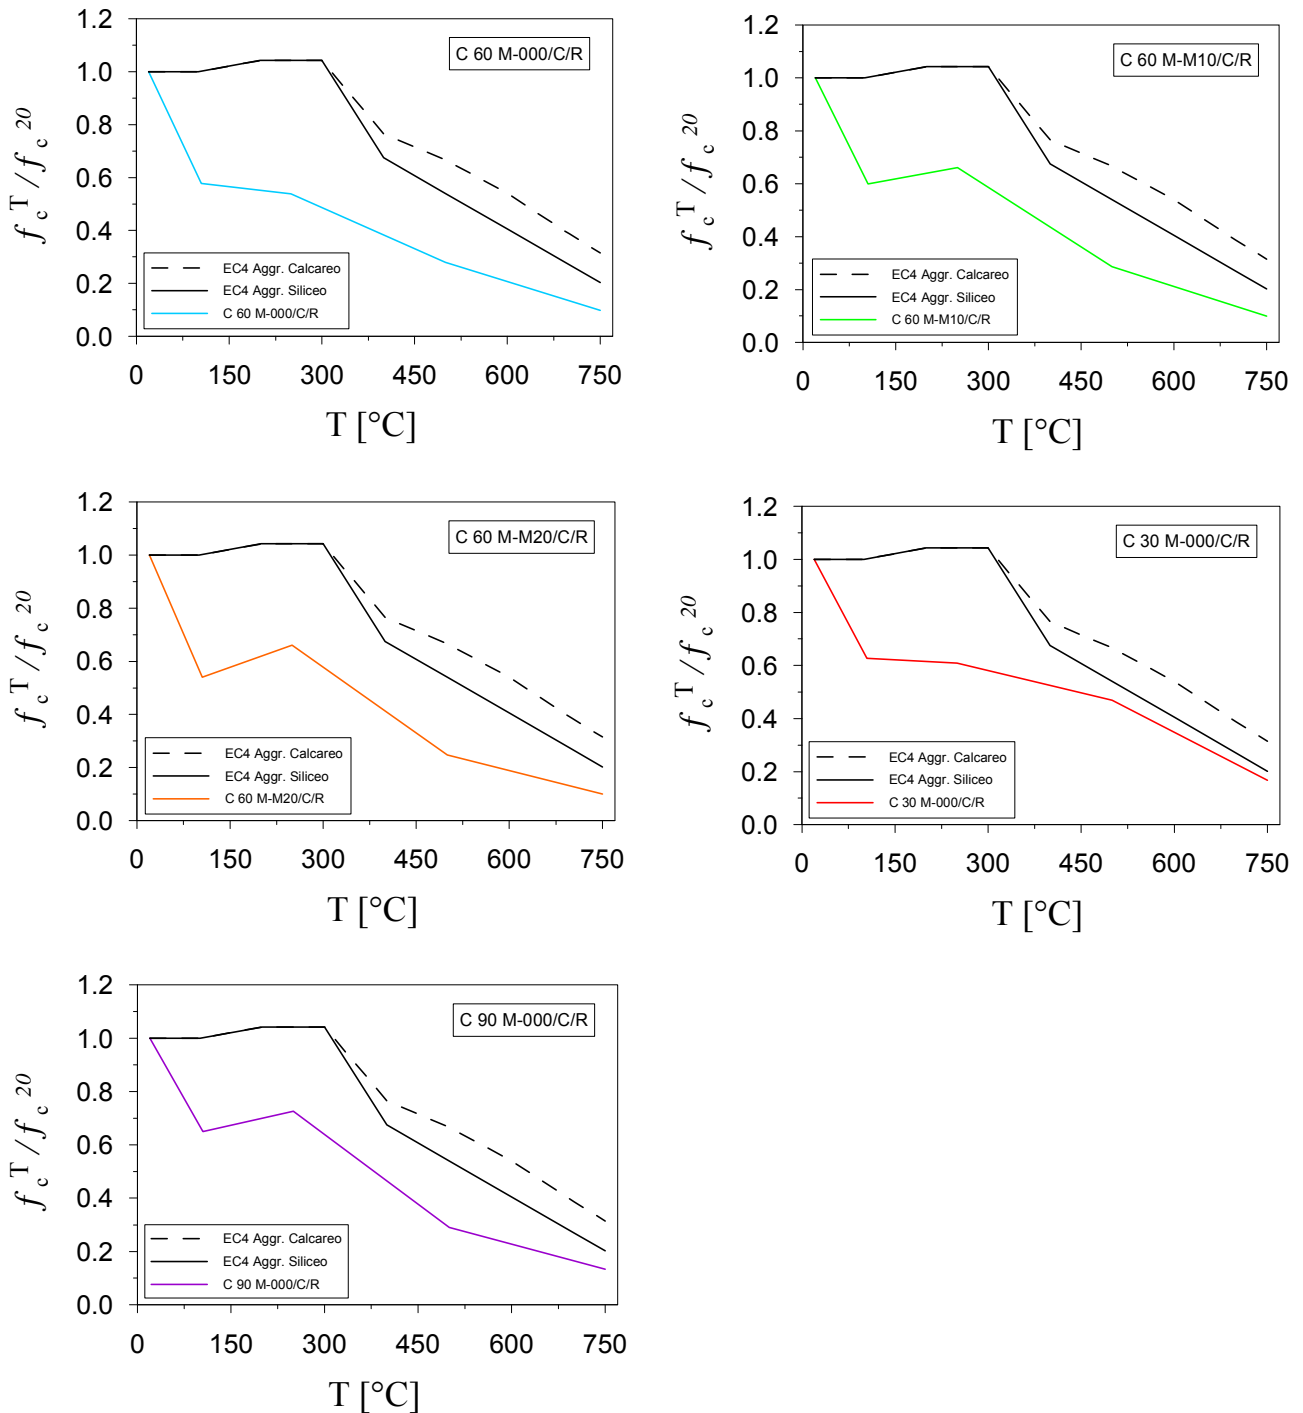 1.2
1.0
0.8
0.6
0.4
0.2
0.0
f c T / f c 20
C 60 M-000/C/R
EC4 Aggr. Calcareo
EC4 Aggr. Siliceo
C 60 M-000/C/R
0 150 300 450 600 750
T [°C]
1.2
1.0
0.8
0.6
0.4
0.2
0.0
f c T / f c 20
C 60 M-M10/C/R
EC4 Aggr. Calcareo
EC4 Aggr. Siliceo
C 60 M-M10/C/R
0 150 300 450 600 750
T [°C]
1.2
1.0
0.8
0.6
0.4
0.2
0.0
f c T / f c 20
C 60 M-M20/C/R
EC4 Aggr. Calcareo
EC4 Aggr. Siliceo
C 60 M-M20/C/R
0 150 300 450 600 750
T [°C]
1.2
1.0
0.8
0.6
0.4
0.2
0.0
f c T / f c 20
C 30 M-000/C/R
EC4 Aggr. Calcareo
EC4 Aggr. Siliceo
C 30 M-000/C/R
0 150 300 450 600 750
T [°C]
1.2
1.0
0.8
0.6
0.4
0.2
0.0
f c T / f c 20
C 90 M-000/C/R
EC4 Aggr. Calcareo
EC4 Aggr. Siliceo
C 90 M-000/C/R
0 150 300 450 600 750
T [°C]